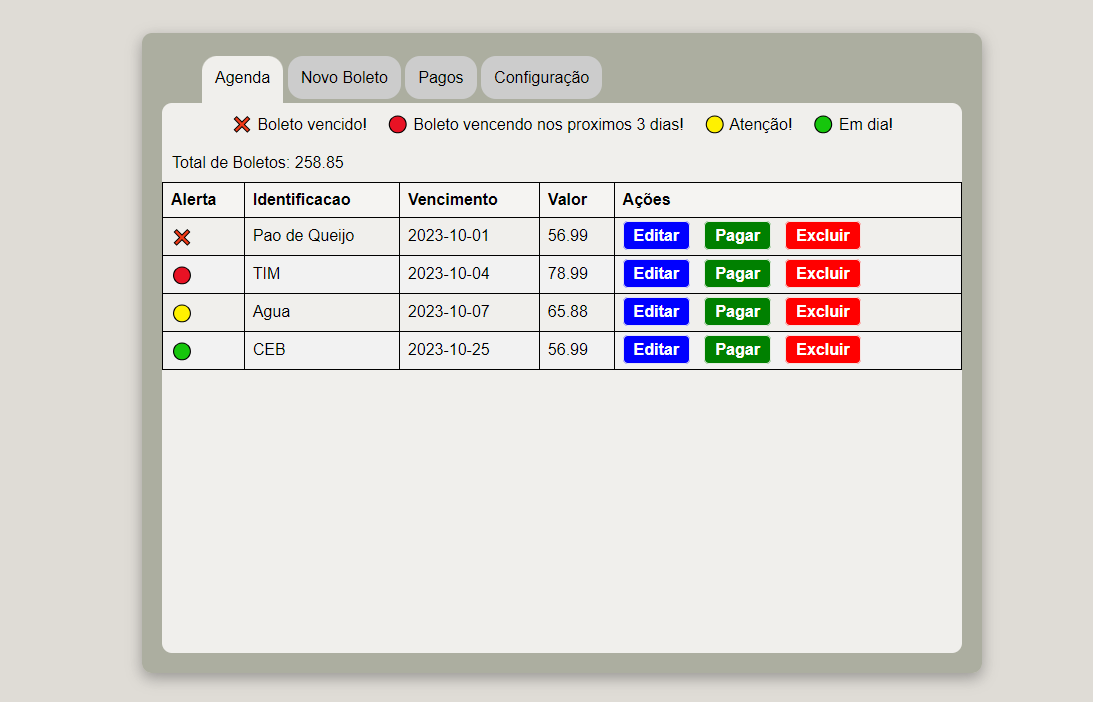 Agenda Novo Boleto Pagos Configuração
Boleto vencido! Boleto vencendo nos proximos 3 dias! Atenção! Em dia!
Total de Boletos: 258.85
Alerta Identificacao Vencimento Valor Ações
Pao de Queijo 2023-10-01 56.99 Editar Pagar Excluir
TIM 2023-10-04 78.99 Editar Pagar Excluir
Agua 2023-10-07 65.88 Editar Pagar Excluir
CEB 2023-10-25 56.99 Editar Pagar Excluir